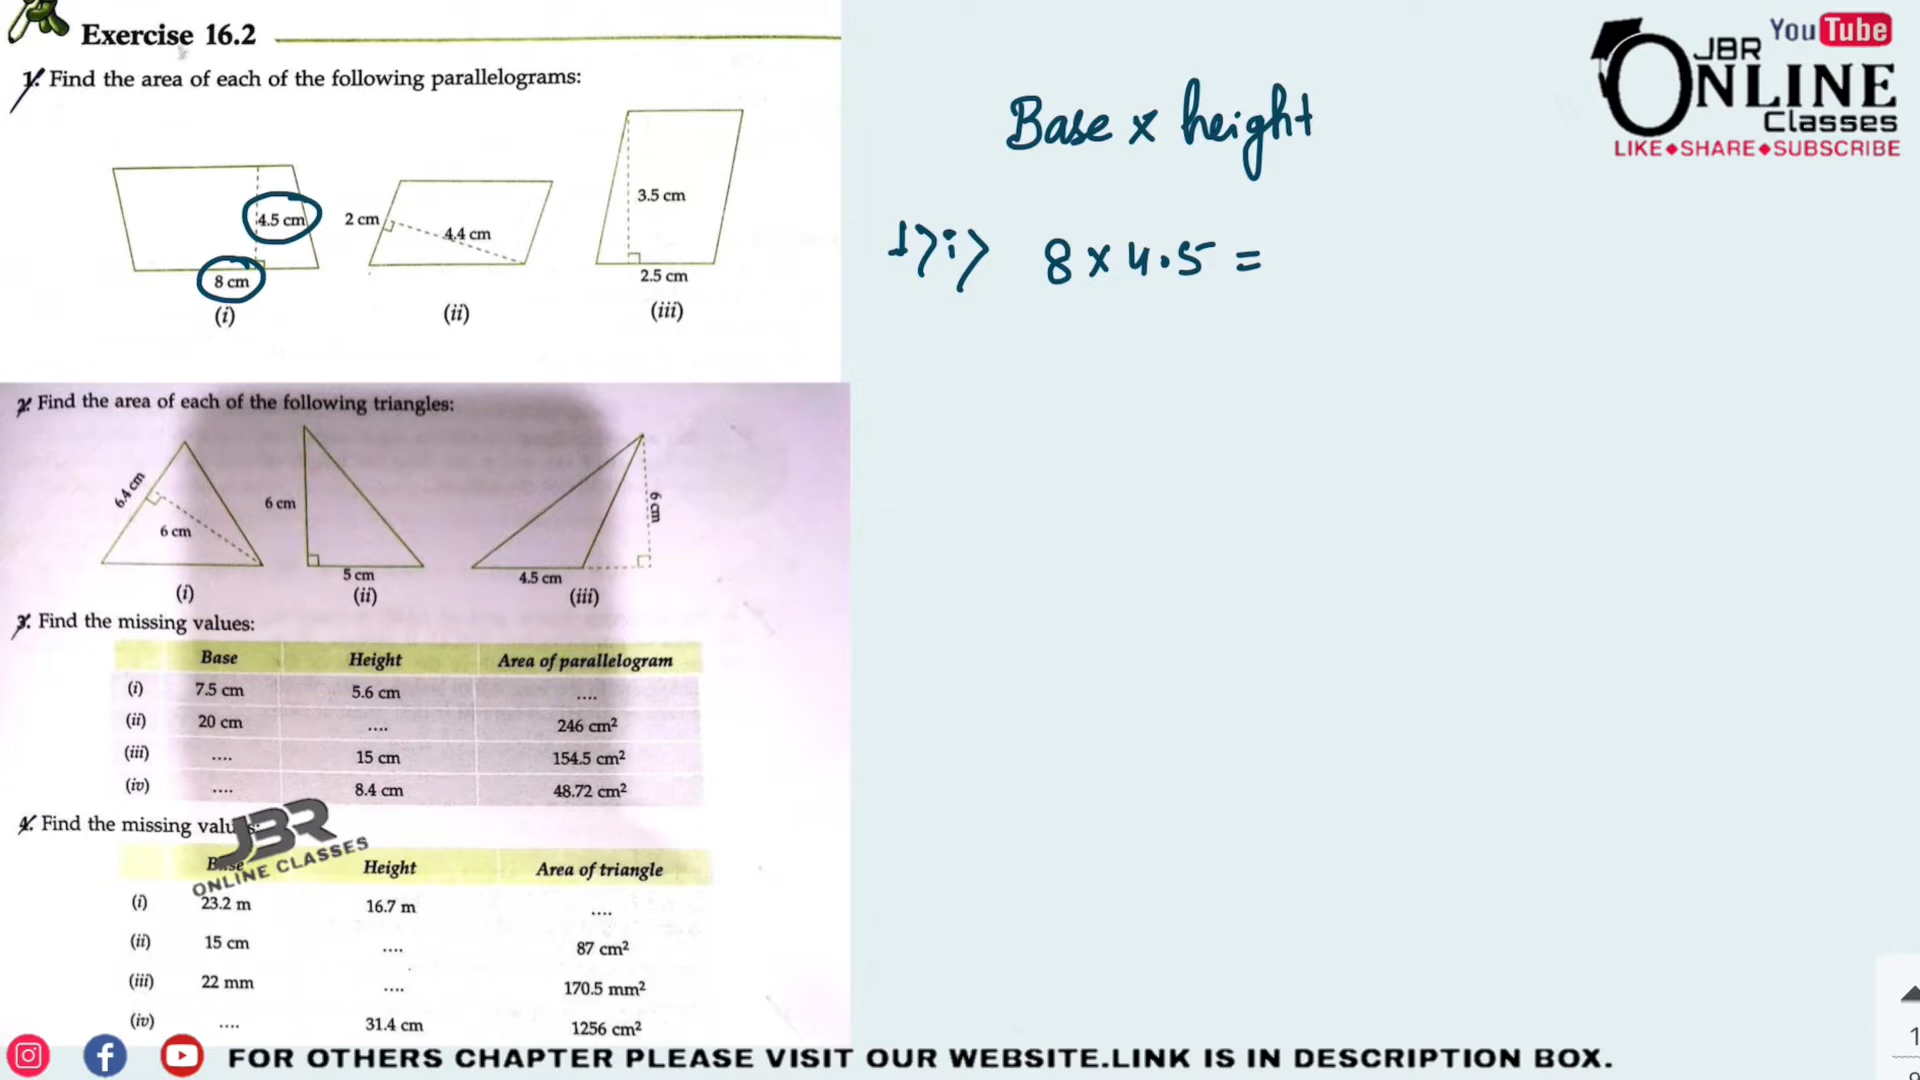 Exercise 16.2
1. Find the area of each of the following parallelograms:
4.5 cm
8 cm
(i)
2 cm
4.4 cm
(ii)
3.5 cm
2.5 cm
(iii)
2. Find the area of each of the following triangles:
6.4 cm
6 cm
(i)
6 cm
5 cm
(ii)
6 cm
4.5 cm
(iii)
3. Find the missing values:
Base Height Area of parallelogram
(i) 7.5 cm 5.6 cm ....
(ii) 20 cm .... 246 cm²
(iii) .... 15 cm 154.5 cm²
(iv) .... 8.4 cm 48.72 cm²
4. Find the missing values:
JBR
ONLINE CLASSES
Base Height Area of triangle
(i) 23.2 m 16.7 m ....
(ii) 15 cm .... 87 cm²
(iii) 22 mm .... 170.5 mm²
(iv) .... 31.4 cm 1256 cm²
Base × height
1>i> 8 × 4.5 =
YouTube
JBR
ONLINE
Classes
LIKE◆SHARE◆SUBSCRIBE
FOR OTHERS CHAPTER PLEASE VISIT OUR WEBSITE.LINK IS IN DESCRIPTION BOX.
1